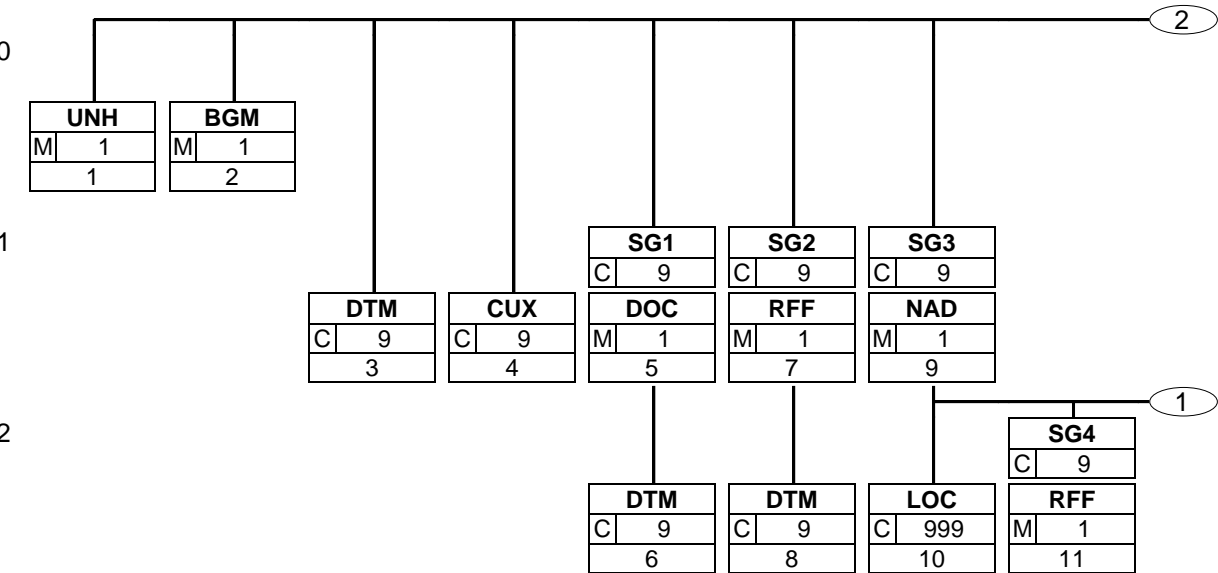 2
0
UNH BGM
M 1 M 1
1 2
1
SG1 SG2 SG3
C 9 C 9 C 9
DTM CUX DOC RFF NAD
C 9 C 9 M 1 M 1 M 1
3 4 5 7 9
1
2
SG4
C 9
DTM DTM LOC RFF
C 9 C 9 C 999 M 1
6 8 10 11